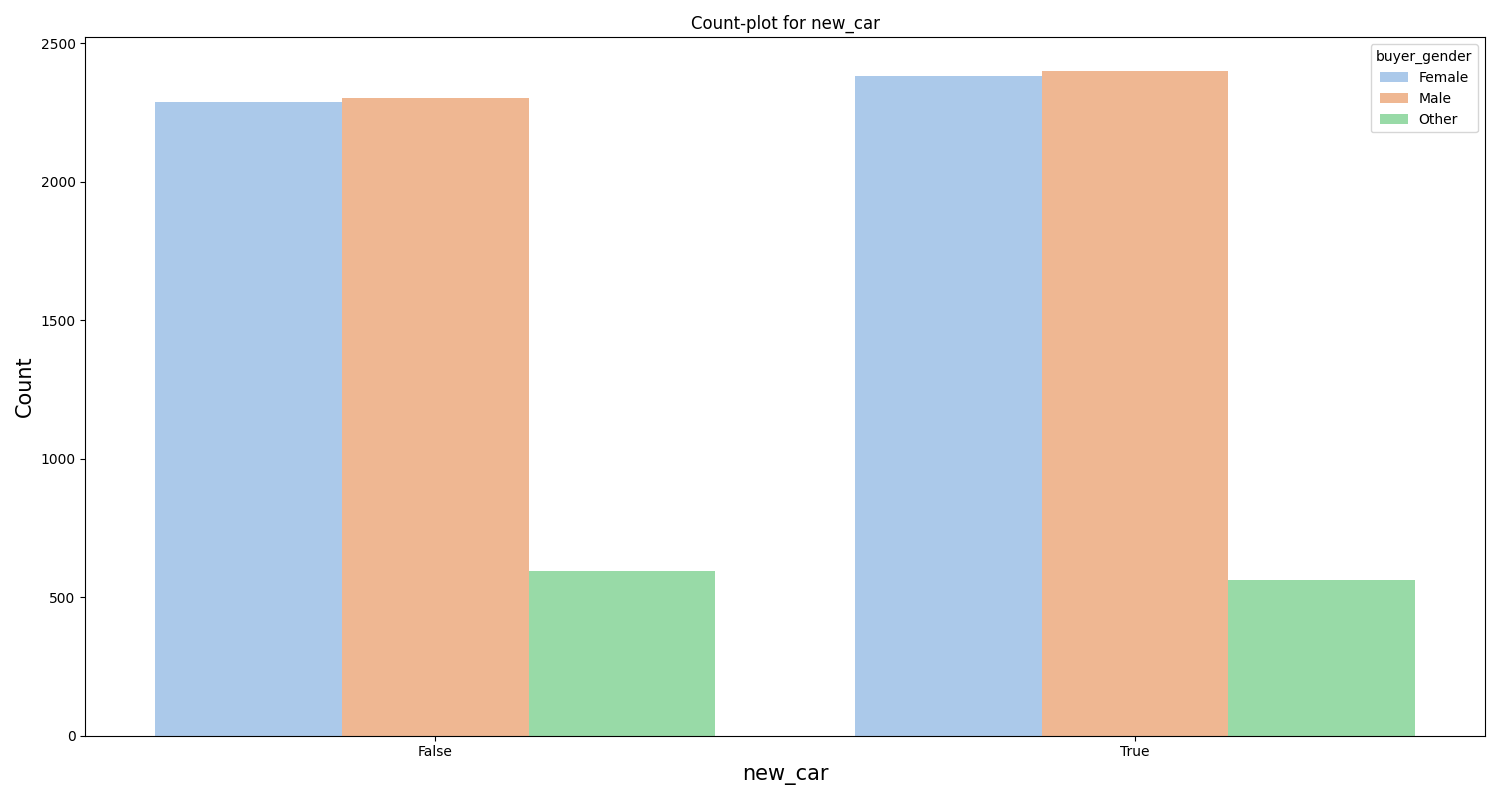 Count-plot for new_car
buyer_gender
Female
Male
Other
2500
2000
1500
1000
500
0
Count
False
True
new_car